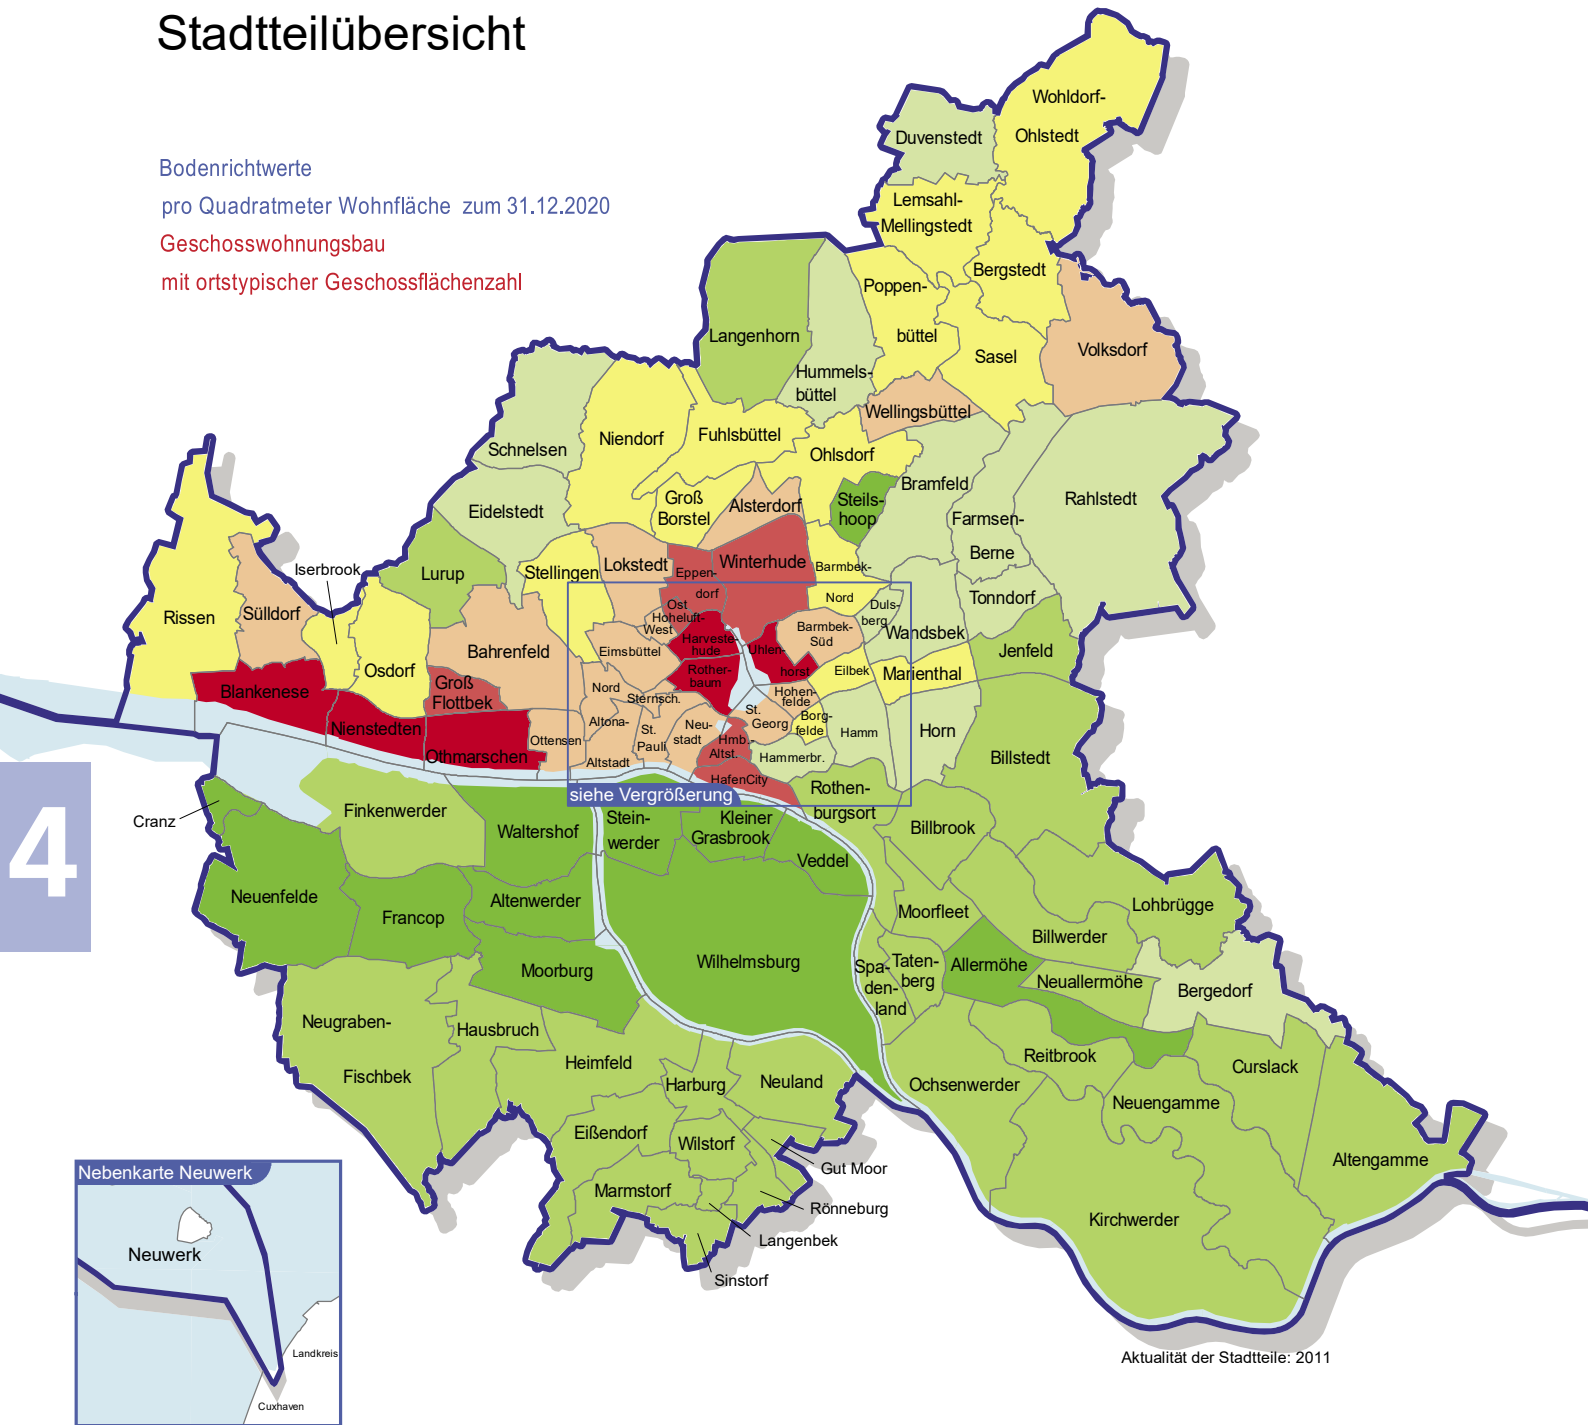 Stadtteilübersicht
Bodenrichtwerte
pro Quadratmeter Wohnfläche zum 31.12.2020
Geschosswohnungsbau
mit ortstypischer Geschossflächenzahl
Wohldorf-
Ohlstedt
Duvenstedt
Lemsahl-
Mellingstedt
Bergstedt
Poppen-
büttel
Langenhorn
Sasel
Volksdorf
Hummels-
büttel
Wellingsbüttel
Schnelsen
Niendorf
Fuhlsbüttel
Ohlsdorf
Bramfeld
Rahlstedt
Eidelstedt
Groß
Borstel
Alsterdorf
Steils-
hoop
Farmsen-
Berne
Iserbrook
Lurup
Stellingen
Lokstedt
Eppen-
dorf
Winterhude
Barmbek-
Nord
Tonndorf
Rissen
Sülldorf
Ost
Hoheluft-
West
Duls-
berg
Wandsbek
Barmbek-
Süd
Osdorf
Bahrenfeld
Eimsbüttel
Harveste-
hude
Uhlen-
horst
Jenfeld
Blankenese
Groß
Flottbek
Rother-
baum
Eilbek
Marienthal
Nord
Sternsch.
Hohen-
felde
Nienstedten
Othmarschen
Ottensen
Altona-
Altstadt
St.
Pauli
Neu-
stadt
St.
Georg
Borg-
felde
Hmb.-
Altst.
Hamm
Horn
Hammerbr.
Billstedt
HafenCity
siehe Vergrößerung
Rothen-
burgsort
Cranz
Finkenwerder
Waltershof
Stein-
werder
Kleiner
Grasbrook
Veddel
Billbrook
4
Neuenfelde
Francop
Altenwerder
Moorfleet
Lohbrügge
Billwerder
Moorburg
Wilhelmsburg
Spa-
den-
land
Taten-
berg
Allermöhe
Neuallermöhe
Bergedorf
Neugraben-
Fischbek
Hausbruch
Heimfeld
Harburg
Neuland
Reitbrook
Curslack
Ochsenwerder
Neuengamme
Eißendorf
Wilstorf
Gut Moor
Altengamme
Marmstorf
Rönneburg
Kirchwerder
Langenbek
Sinstorf
Nebenkarte Neuwerk
Neuwerk
Landkreis
Cuxhaven
Aktualität der Stadtteile: 2011